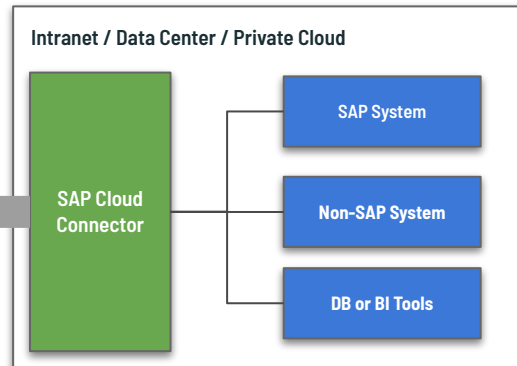 Intranet / Data Center / Private Cloud
SAP Cloud
Connector
SAP System
Non-SAP System
DB or BI Tools